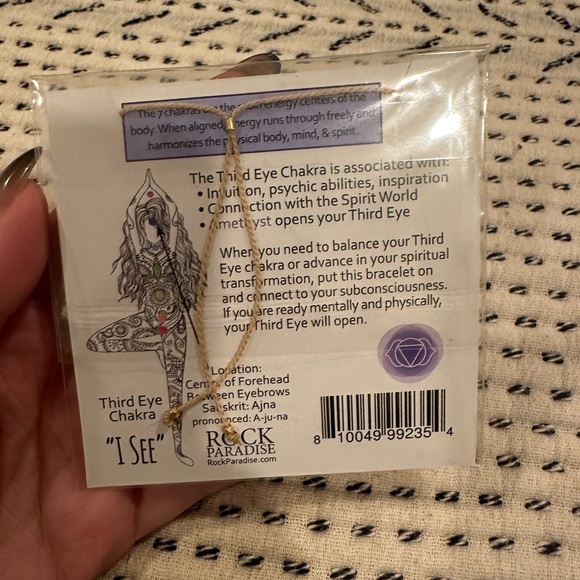 The 7 chakras are the main energy centers of the
body. When aligned, energy runs through freely and
harmonizes the physical body, mind, & spirit.
The Third Eye Chakra is associated with:
• Intuition, psychic abilities, inspiration
• Connection with the Spirit World
• Amethyst opens your Third Eye
When you need to balance your Third
Eye chakra or advance in your spiritual
transformation, put this bracelet on
and connect to your subconsciousness.
If you are ready mentally and physically,
your Third Eye will open.
Location:
Center of Forehead
Between Eyebrows
Sanskrit: Ajna
pronounced: A-ju-na
Third Eye
Chakra
"I SEE"
ROCK
PARADISE
RockParadise.com
8 10049 99235 4